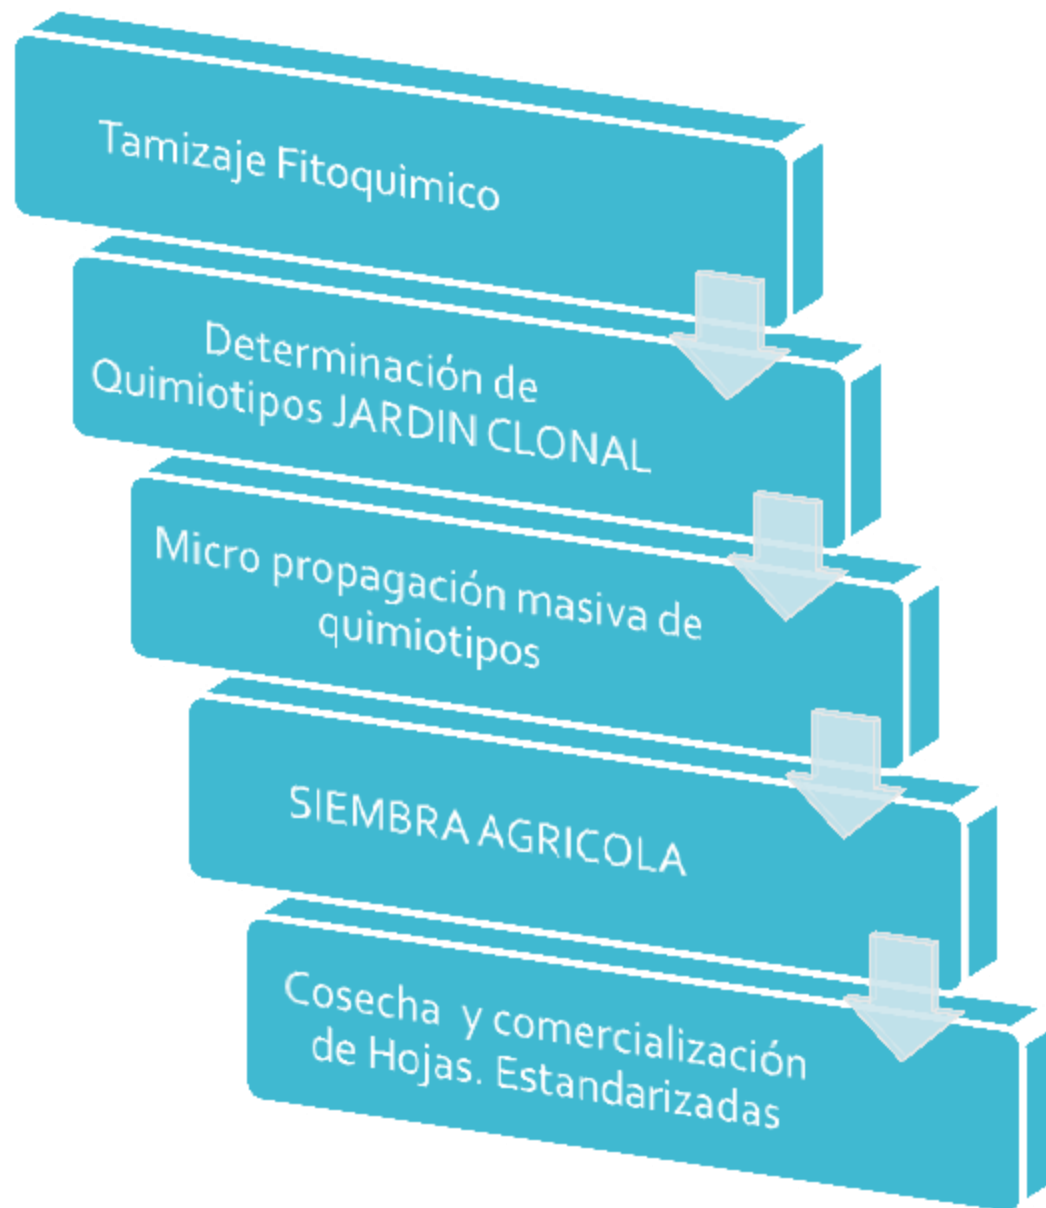 Tamizaje Fitoquimico
Determinación de
Quimiotipos JARDIN CLONAL
Micro propagación masiva de
quimiotipos
SIEMBRA AGRICOLA
Cosecha y comercialización
de Hojas. Estandarizadas